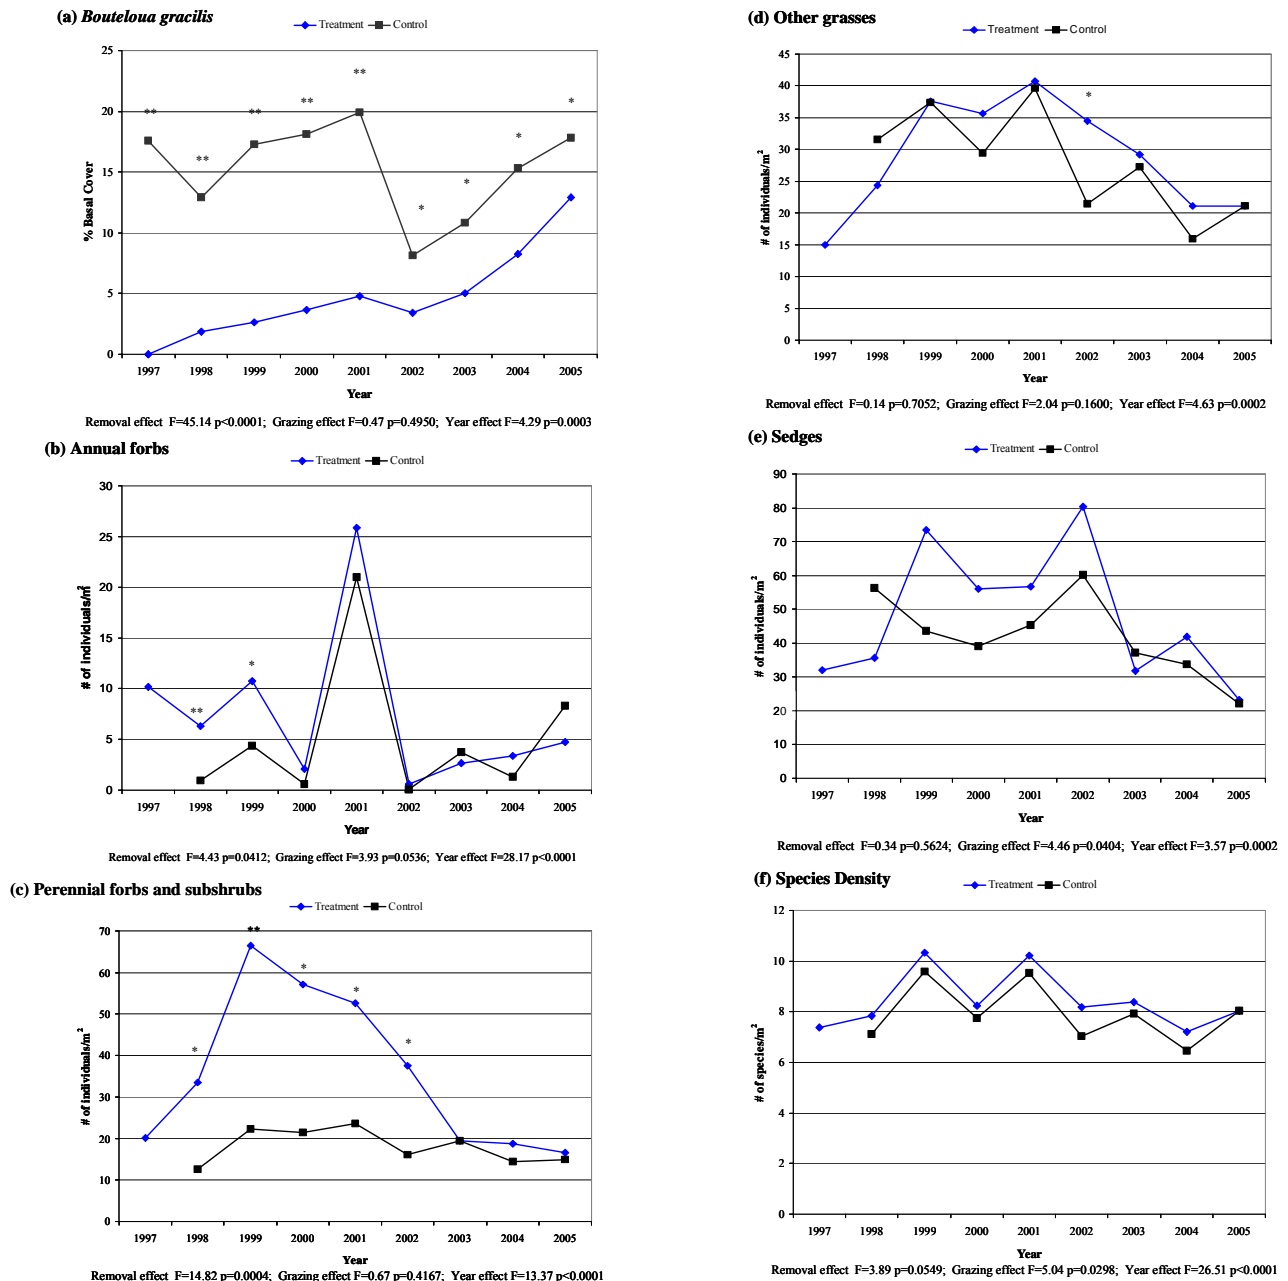 (a) Bouteloua gracilis
Treatment Control
25
20
15
10
5
0
% Basal Cover
** ** ** ** ** * * * *
1997 1998 1999 2000 2001 2002 2003 2004 2005
Year
Removal effect F=45.14 p<0.0001; Grazing effect F=0.47 p=0.4950; Year effect F=4.29 p=0.0003
(b) Annual forbs
Treatment Control
30
25
20
15
10
5
0
# of individuals/m²
** *
1997 1998 1999 2000 2001 2002 2003 2004 2005
Year
Removal effect F=4.43 p=0.0412; Grazing effect F=3.93 p=0.0536; Year effect F=28.17 p<0.0001
(c) Perennial forbs and subshrubs
Treatment Control
70
60
50
40
30
20
10
0
# of individuals/m²
* ** * * *
1997 1998 1999 2000 2001 2002 2003 2004 2005
Year
Removal effect F=14.82 p=0.0004; Grazing effect F=0.67 p=0.4167; Year effect F=13.37 p<0.0001
(d) Other grasses
Treatment Control
45
40
35
30
25
20
15
10
5
0
# of individuals/m²
*
1997 1998 1999 2000 2001 2002 2003 2004 2005
Year
Removal effect F=0.14 p=0.7052; Grazing effect F=2.04 p=0.1600; Year effect F=4.63 p=0.0002
(e) Sedges
Treatment Control
90
80
70
60
50
40
30
20
10
0
# of individuals/m²
1997 1998 1999 2000 2001 2002 2003 2004 2005
Year
Removal effect F=0.34 p=0.5624; Grazing effect F=4.46 p=0.0404; Year effect F=3.57 p=0.0002
(f) Species Density
Treatment Control
12
10
8
6
4
2
0
# of species/m²
1997 1998 1999 2000 2001 2002 2003 2004 2005
Year
Removal effect F=3.89 p=0.0549; Grazing effect F=5.04 p=0.0298; Year effect F=26.51 p<0.0001